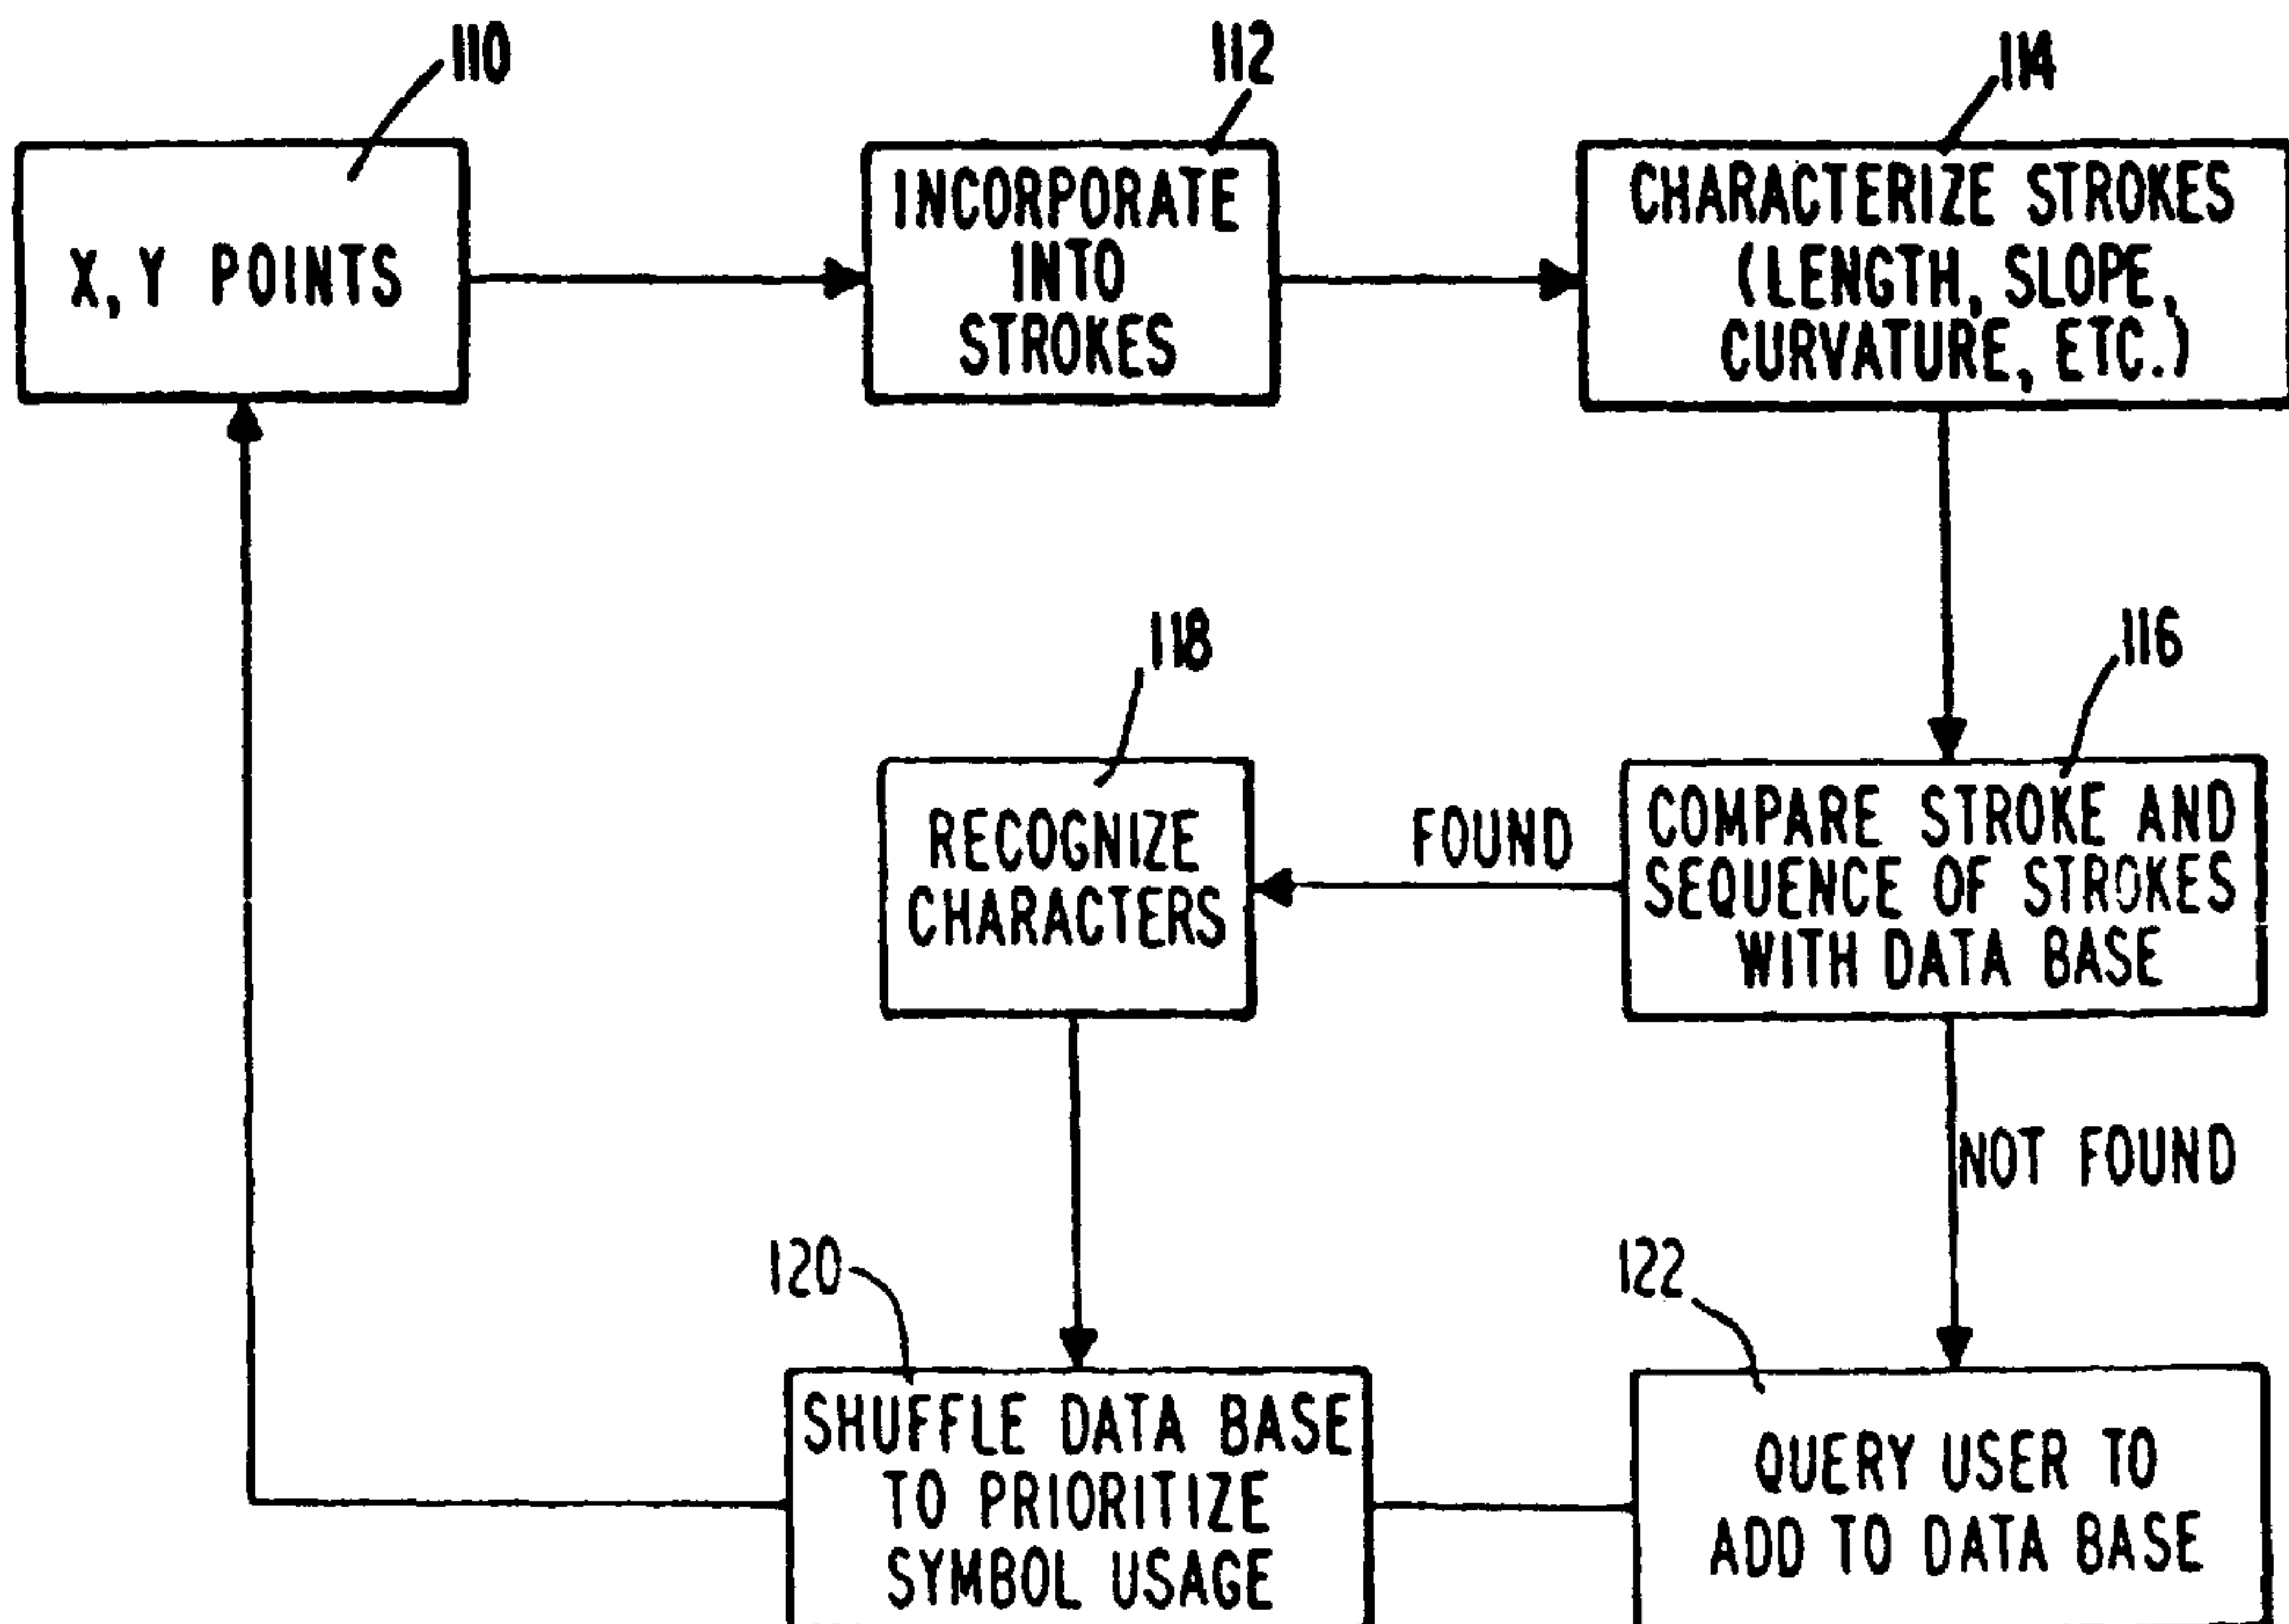 110
X, Y POINTS
112
INCORPORATE
INTO
STROKES
114
CHARACTERIZE STROKES
(LENGTH, SLOPE,
CURVATURE, ETC.)
116
COMPARE STROKE AND
SEQUENCE OF STROKES
WITH DATA BASE
FOUND
118
RECOGNIZE
CHARACTERS
NOT FOUND
120
SHUFFLE DATA BASE
TO PRIORITIZE
SYMBOL USAGE
122
QUERY USER TO
ADD TO DATA BASE